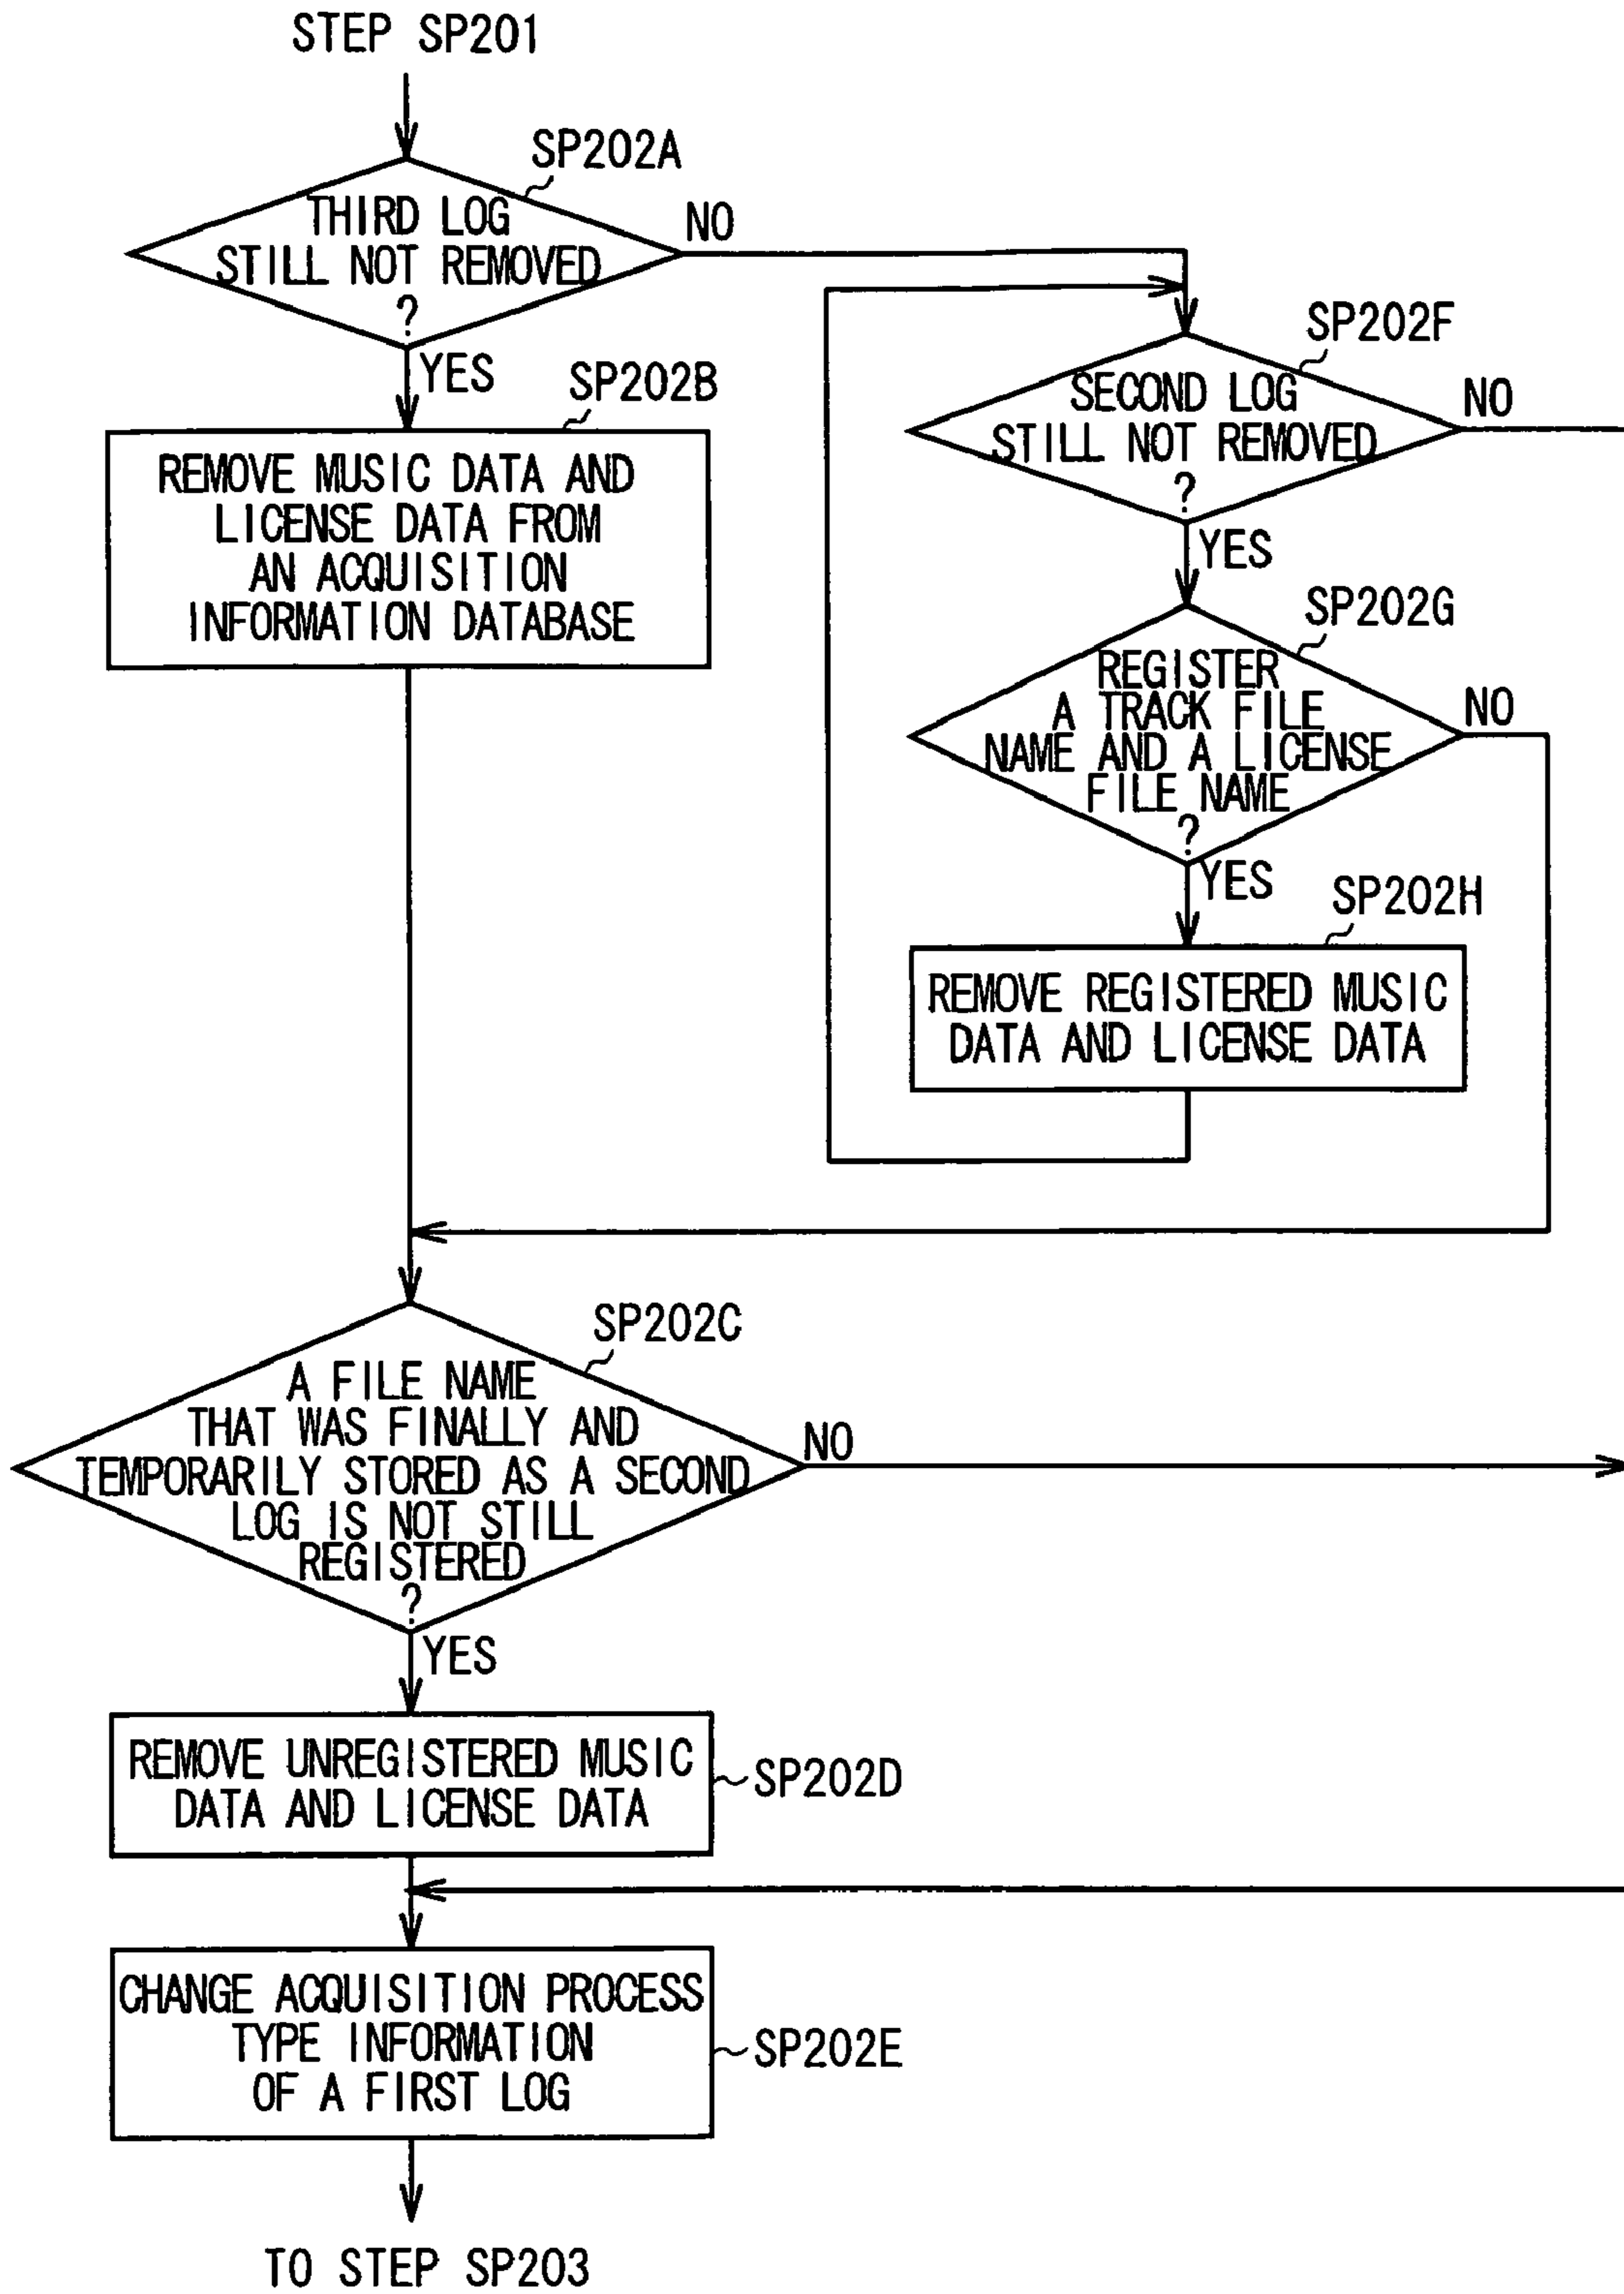 STEP SP201
SP202A
THIRD LOG
STILL NOT REMOVED
?
NO
YES
SP202B
REMOVE MUSIC DATA AND
LICENSE DATA FROM
AN ACQUISITION
INFORMATION DATABASE
SP202F
SECOND LOG
STILL NOT REMOVED
?
NO
YES
SP202G
REGISTER
A TRACK FILE
NAME AND A LICENSE
FILE NAME
?
NO
YES
SP202H
REMOVE REGISTERED MUSIC
DATA AND LICENSE DATA
SP202C
A FILE NAME
THAT WAS FINALLY AND
TEMPORARILY STORED AS A SECOND
LOG IS NOT STILL
REGISTERED
?
NO
YES
REMOVE UNREGISTERED MUSIC
DATA AND LICENSE DATA
SP202D
CHANGE ACQUISITION PROCESS
TYPE INFORMATION
OF A FIRST LOG
SP202E
TO STEP SP203